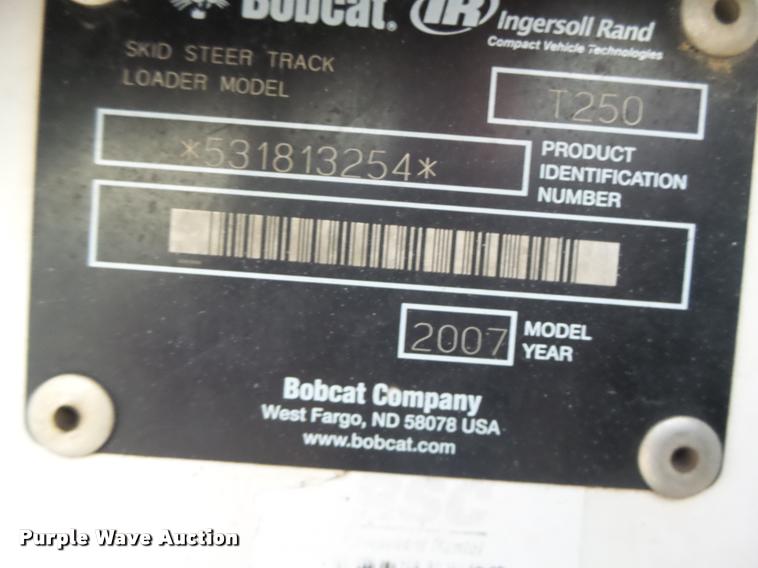 Bobcat. IR Ingersoll Rand
Compact Vehicle Technologies
SKID STEER TRACK
LOADER MODEL
T250
*531813254*
PRODUCT
IDENTIFICATION
NUMBER
2007
MODEL
YEAR
Bobcat Company
West Fargo, ND 58078 USA
www.bobcat.com
Purple Wave Auction